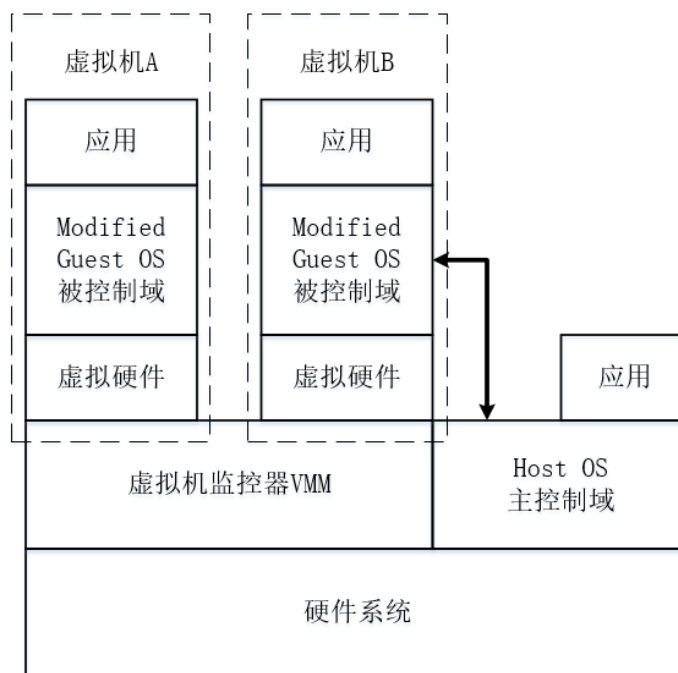 虚拟机A
虚拟机B
应用
应用
Modified
Guest OS
被控制域
Modified
Guest OS
被控制域
虚拟硬件
虚拟硬件
应用
虚拟机监控器VMM
Host OS
主控制域
硬件系统